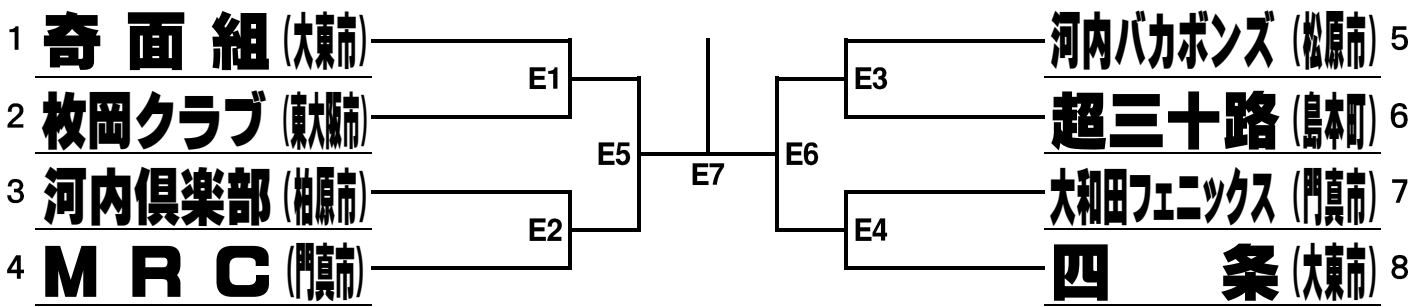 1 奇面組 (大東市)
2 枚岡クラブ (東大阪市)
3 河内倶楽部 (柏原市)
4 MRC (門真市)
E1
E2
E5
E7
E6
E3
E4
河内バカボンズ (松原市) 5
超三十路 (島本町) 6
大和田フェニックス (門真市) 7
四条 (大東市) 8